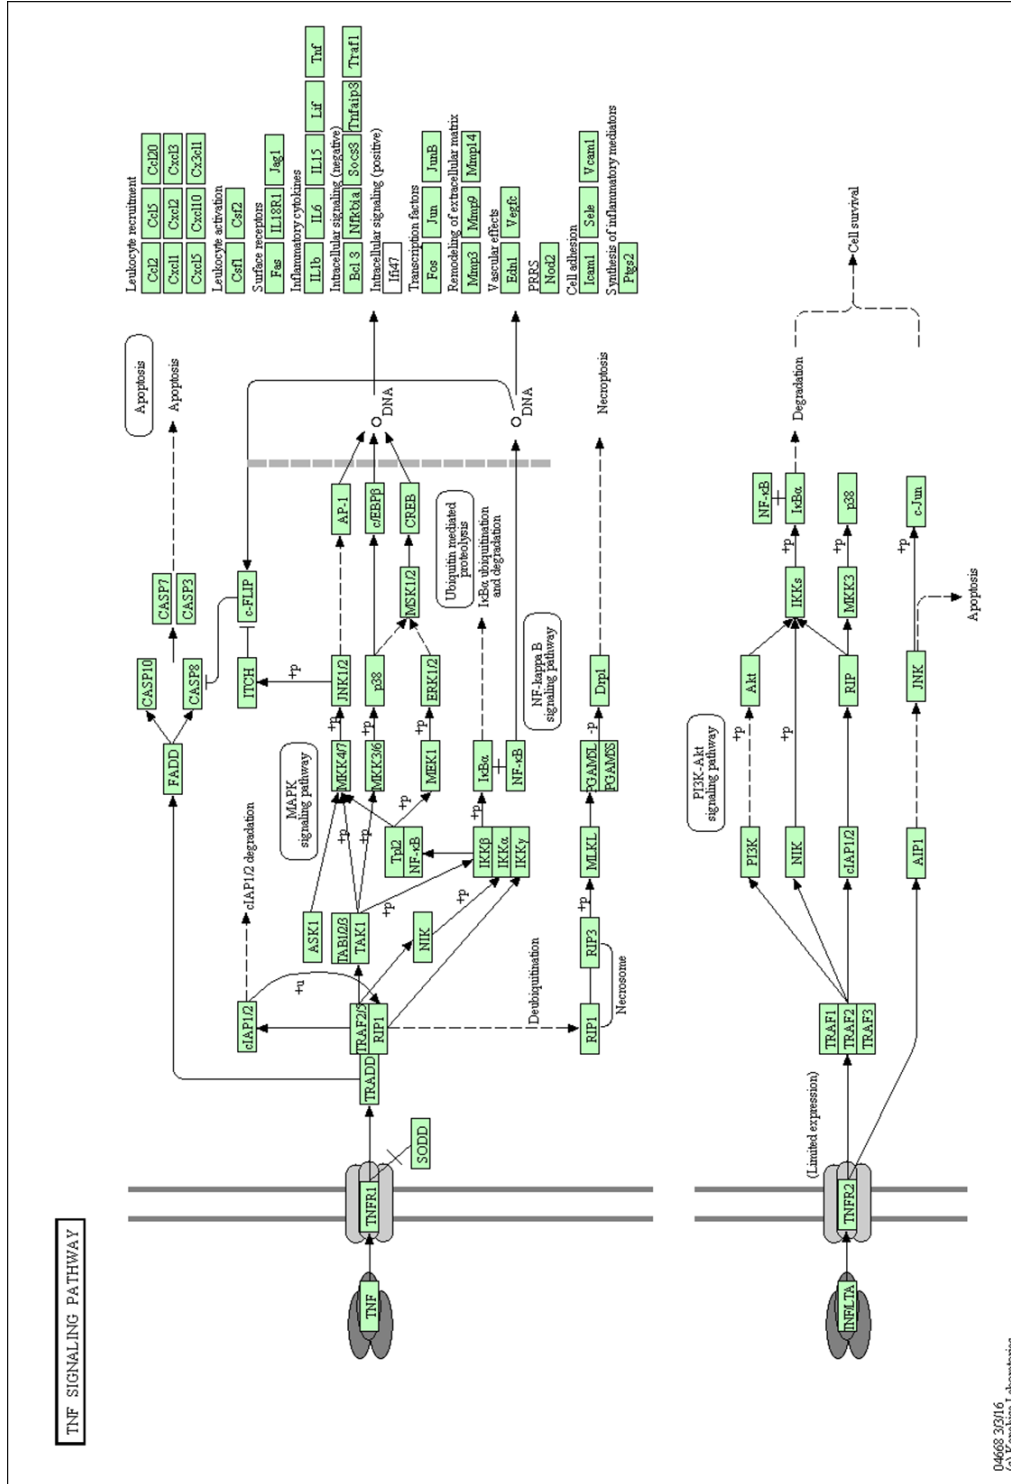 TNF SIGNALING PATHWAY
TNF
TNFR1
SODD
TRADD
TRAF2/5
RIP1
cIAP1/2
+u
cIAP1/2 degradation
FADD
CASP10
CASP8
CASP7
CASP3
Apoptosis
Apoptosis
ITCH
c-FLIP
+p
ASK1
TAB1/2/3
TAK1
NIK
MAPK
signaling pathway
Tpl2
NF-κB
MKK4/7
MKK3/6
MEK1
+p
+p
+p
+p
+p
+p
JNK1/2
p38
ERK1/2
MSK1/2
AP-1
c/EBPβ
CREB
DNA
IKKβ
IKKα
IKKγ
+p
+p
+p
IκBα
NF-κB
Ubiquitin mediated
proteolysis
IκBα ubiquitination
and degradation
NF-kappa B
signaling pathway
DNA
Deubiquitination
RIP1
RIP3
Necrosome
+p
MLKL
PGAM5L
PGAM5S
-p
Drp1
Necroptosis
Leukocyte recruitment
Ccl2 Ccl5 Ccl20
Cxcl1 Cxcl2 Cxcl3
Cxcl5 Cxcl10 Cx3cl1
Leukocyte activation
Csf1 Csf2
Surface receptors
Fas IL18R1 Jag1
Inflammatory cytokines
IL1b IL6 IL15 Lif Tnf
Intracellular signaling (negative)
Bcl 3 Nfkbia Socs3 Tnfaip3 Traf1
Intracellular signaling (positive)
Ifi47
Transcription factors
Fos Jun JunB
Remodeling of extracellular matrix
Mmp3 Mmp9 Mmp14
Vascular effects
Edn1 Vegfc
PRRS
Nod2
Cell adhesion
Icam1 Sele Vcam1
Synthesis of inflammatory mediators
Ptgs2
TNFR2
(Limited expression)
TRAF1
TRAF2
TRAF3
PI3K-Akt
signaling pathway
PI3K
+p
Akt
NIK
+p
IKKs
cIAP1/2
RIP
AIP1
JNK
+p
NF-κB
IκBα
Degradation
MKK3
+p
p38
+p
c-Jun
Apoptosis
Cell survival
04668 3/3/16